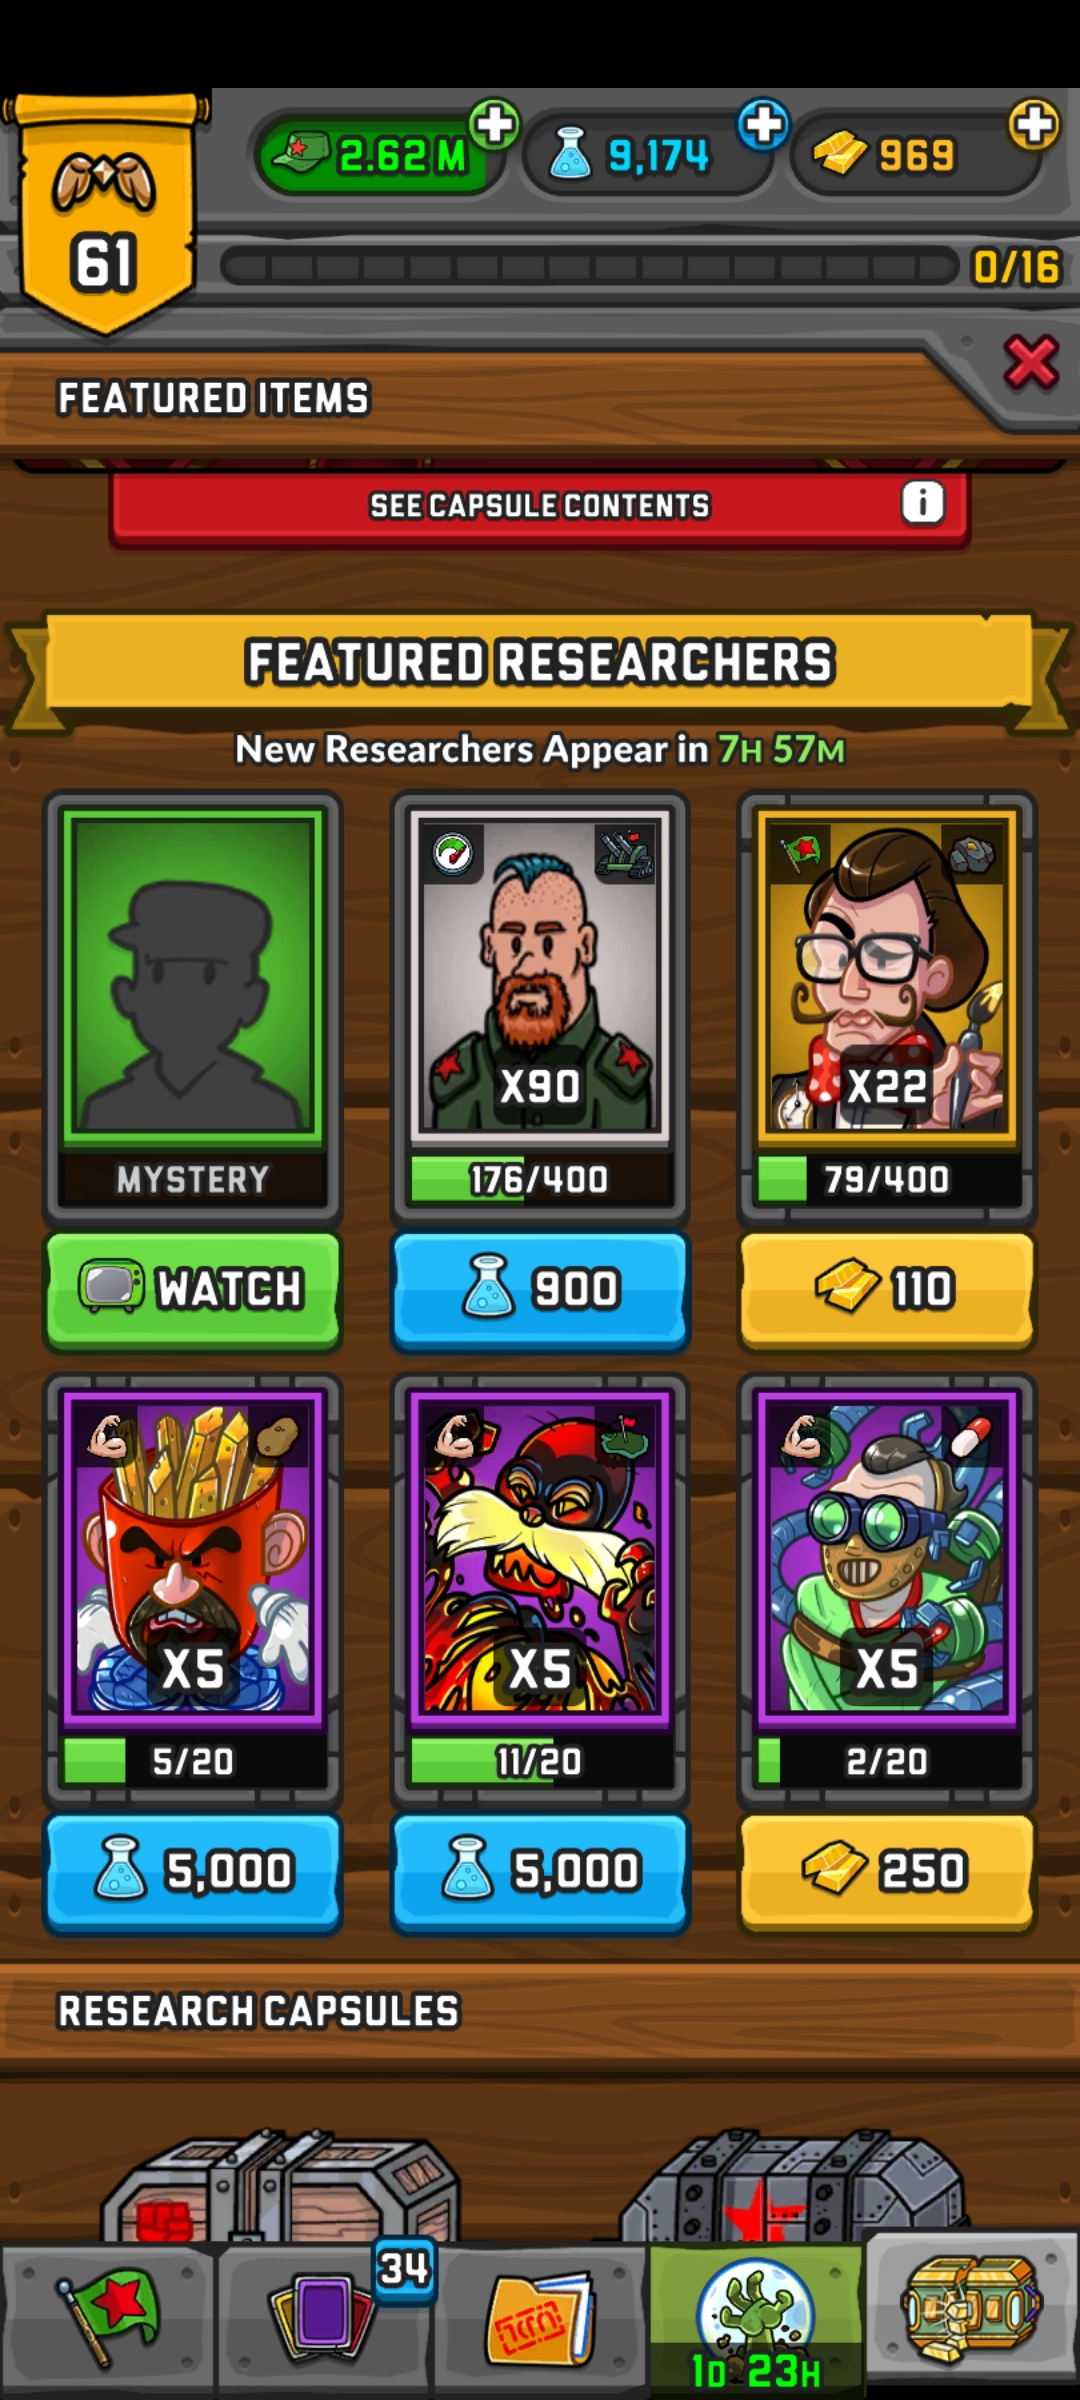 2.62 M
9,174
969
61
0/16
FEATURED ITEMS
SEE CAPSULE CONTENTS
i
FEATURED RESEARCHERS
New Researchers Appear in 7H 57M
X90
X22
MYSTERY
176/400
79/400
WATCH
900
110
X5
X5
X5
5/20
11/20
2/20
5,000
5,000
250
RESEARCH CAPSULES
34
1D 23H